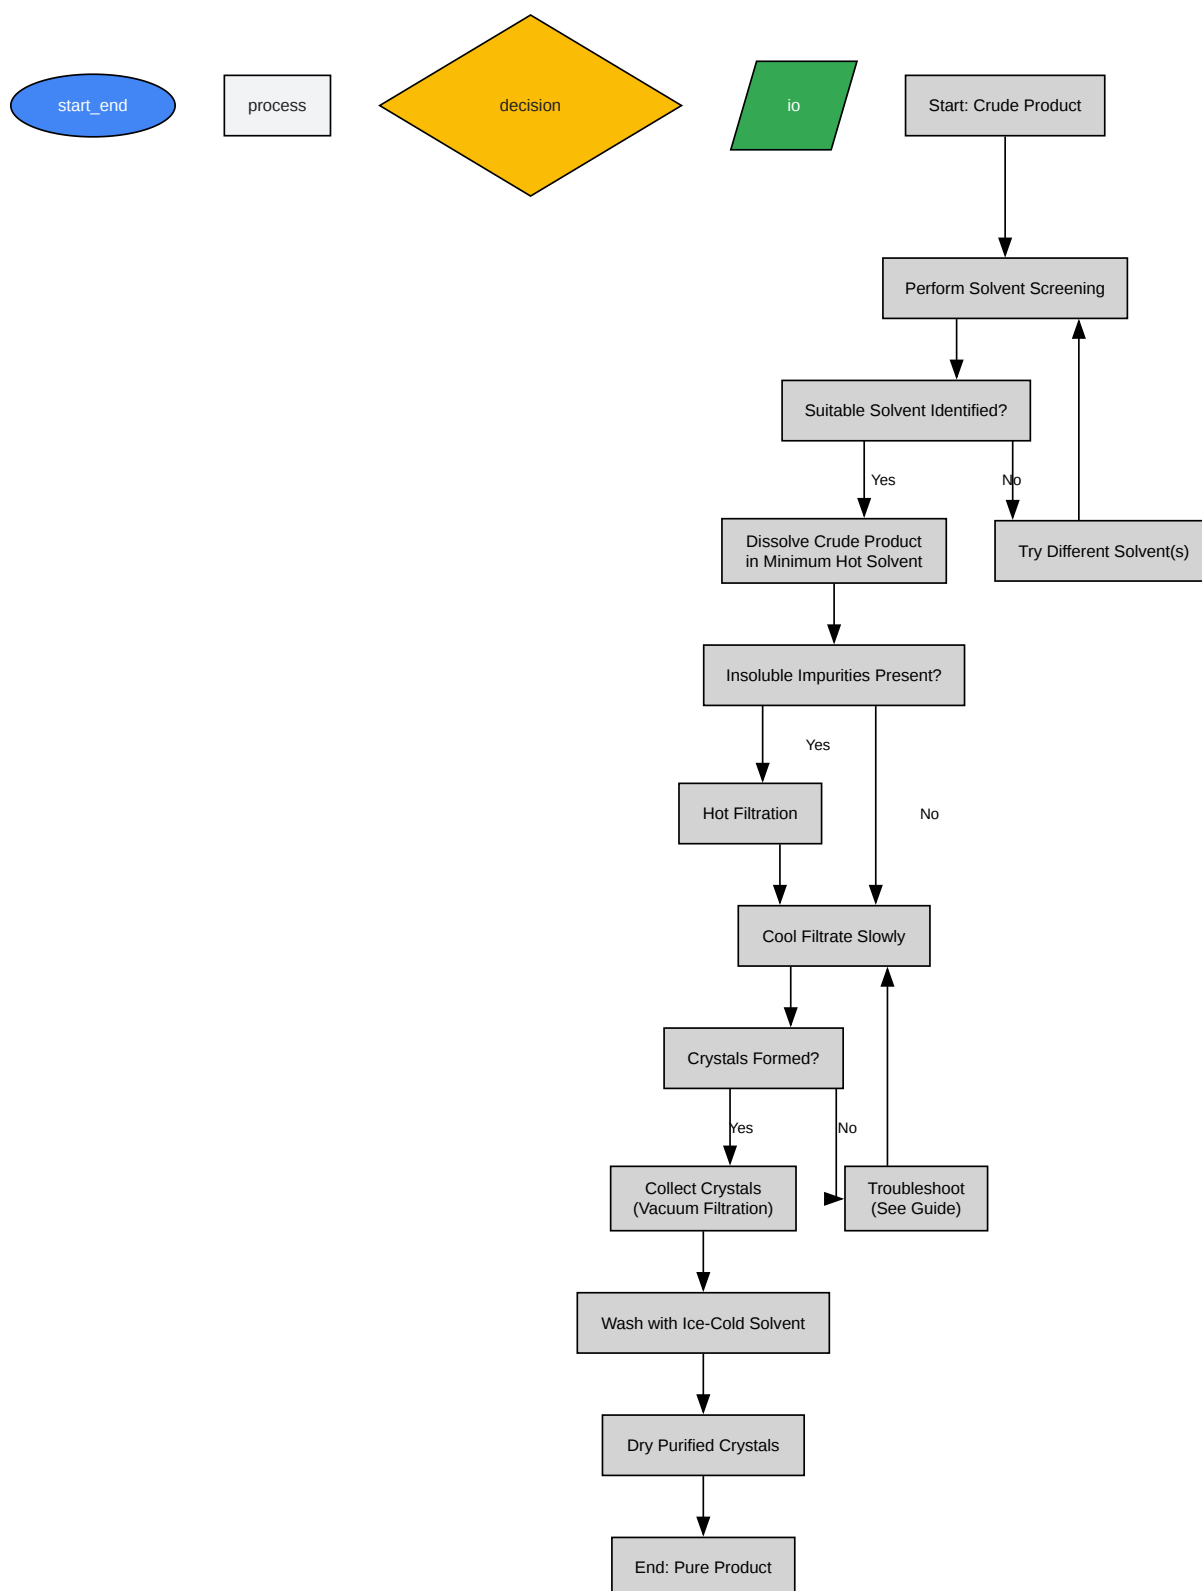 start_end
process
decision
io
Start: Crude Product
Perform Solvent Screening
Suitable Solvent Identified?
Yes
No
Dissolve Crude Product
in Minimum Hot Solvent
Try Different Solvent(s)
Insoluble Impurities Present?
Yes
Hot Filtration
No
Cool Filtrate Slowly
Crystals Formed?
Yes
No
Collect Crystals
(Vacuum Filtration)
Troubleshoot
(See Guide)
Wash with Ice-Cold Solvent
Dry Purified Crystals
End: Pure Product